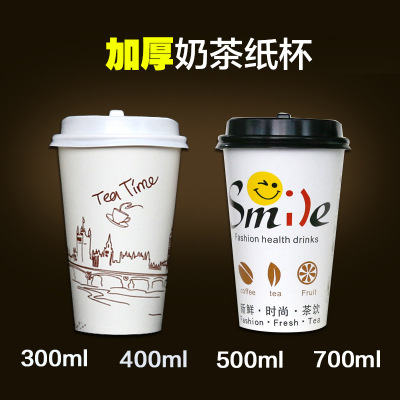 加厚奶茶纸杯
Tea Time
Smile
Fashion health drinks
coffee tea Fruit
新鲜·时尚·茶饮
Fashion·Fresh·Tea
300ml 400ml 500ml 700ml